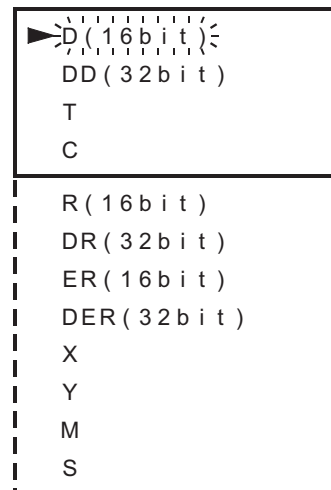 D(16bit)
DD(32bit)
T
C
R(16bit)
DR(32bit)
ER(16bit)
DER(32bit)
X
Y
M
S